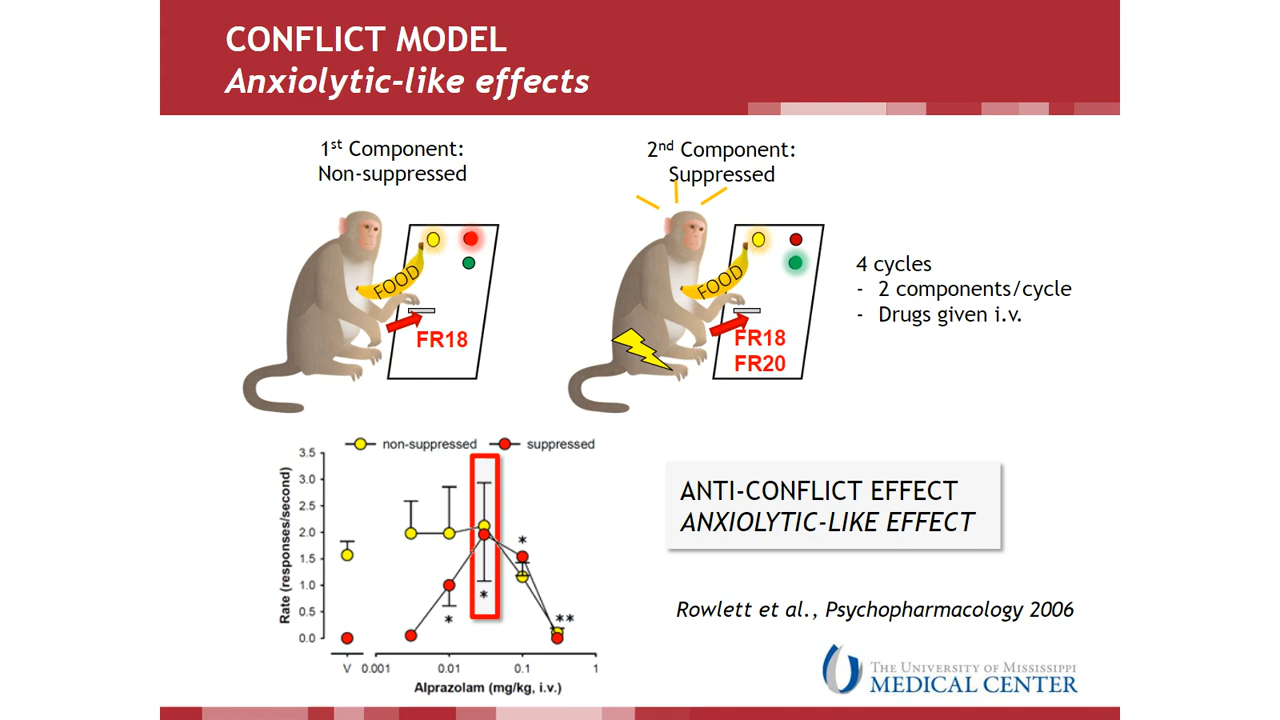 CONFLICT MODEL
Anxiolytic-like effects
1st Component:
Non-suppressed
2nd Component:
Suppressed
FOOD
FR18
FOOD
FR18
FR20
4 cycles
- 2 components/cycle
- Drugs given i.v.
non-suppressed
suppressed
Rate (responses/second)
3.5
3.0
2.5
2.0
1.5
1.0
0.5
0.0
*
*
*
**
V
0.001
0.01
0.1
1
Alprazolam (mg/kg, i.v.)
ANTI-CONFLICT EFFECT
ANXIOLYTIC-LIKE EFFECT
Rowlett et al., Psychopharmacology 2006
THE UNIVERSITY OF MISSISSIPPI
MEDICAL CENTER